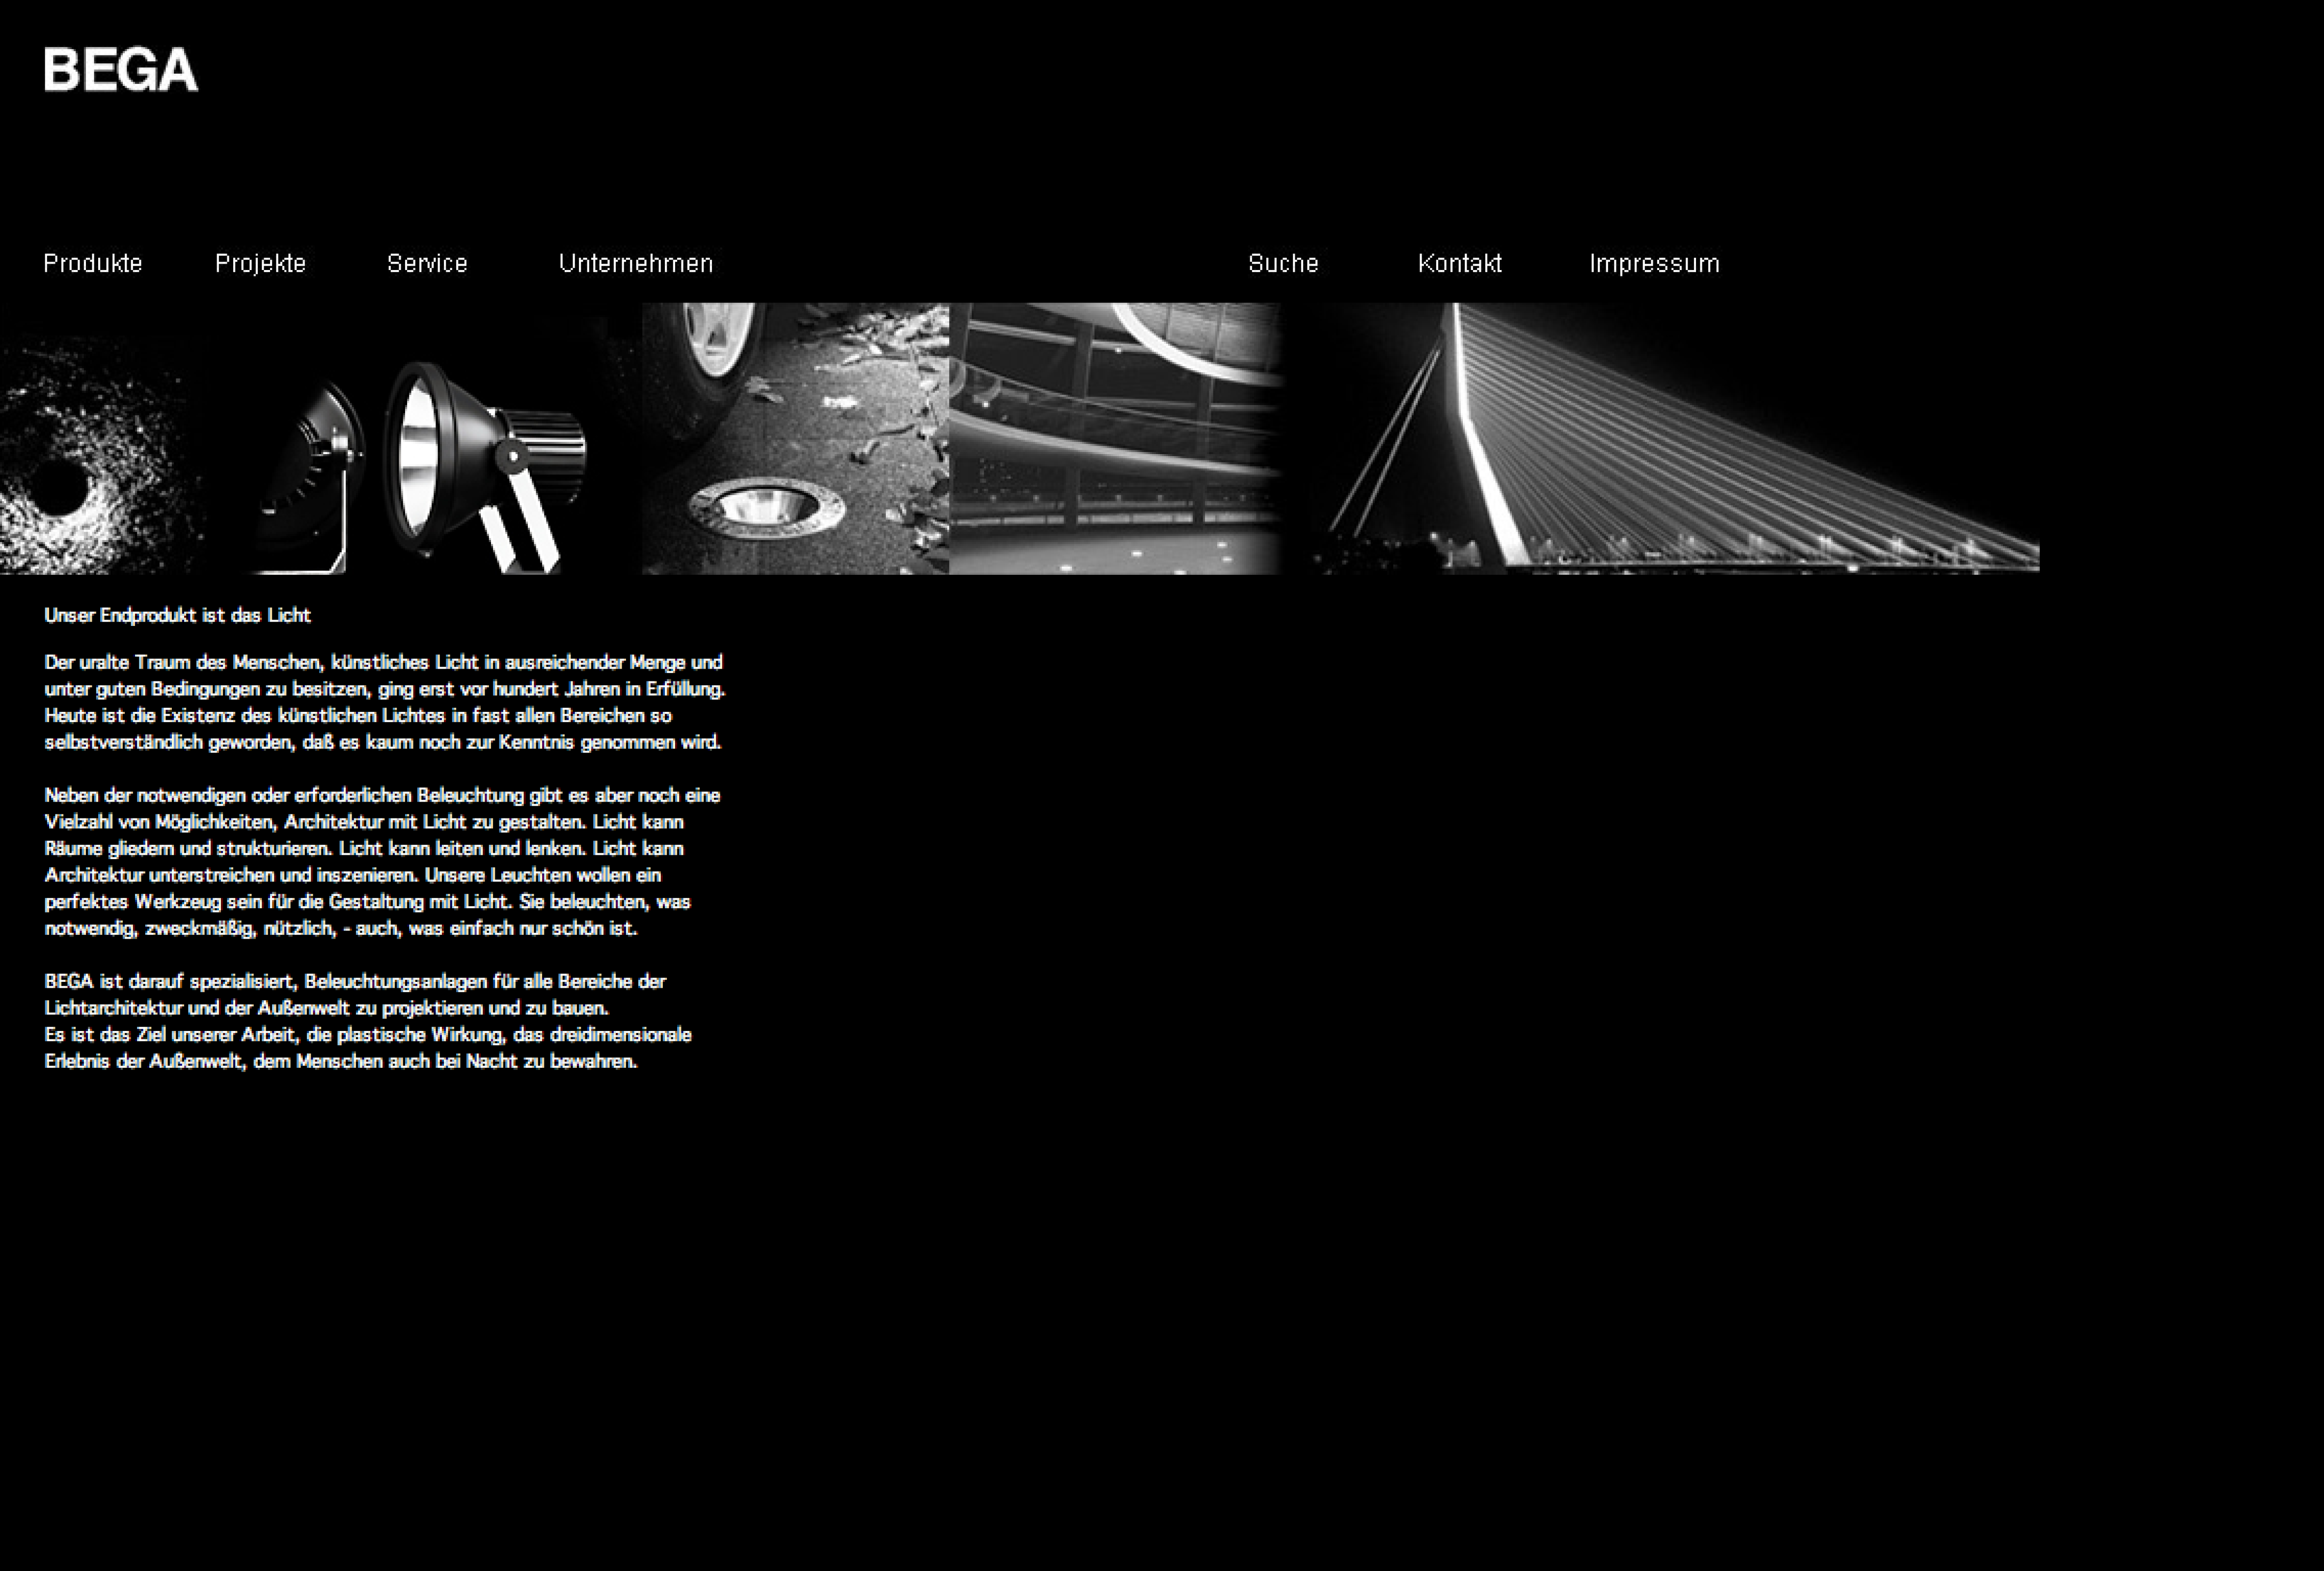 BEGA
Produkte Projekte Service Unternehmen Suche Kontakt Impressum
Unser Endprodukt ist das Licht
Der uralte Traum des Menschen, künstliches Licht in ausreichender Menge und
unter guten Bedingungen zu besitzen, ging erst vor hundert Jahren in Erfüllung.
Heute ist die Existenz des künstlichen Lichtes in fast allen Bereichen so
selbstverständlich geworden, daß es kaum noch zur Kenntnis genommen wird.
Neben der notwendigen oder erforderlichen Beleuchtung gibt es aber noch eine
Vielzahl von Möglichkeiten, Architektur mit Licht zu gestalten. Licht kann
Räume gliedern und strukturieren. Licht kann leiten und lenken. Licht kann
Architektur unterstreichen und inszenieren. Unsere Leuchten wollen ein
perfektes Werkzeug sein für die Gestaltung mit Licht. Sie beleuchten, was
notwendig, zweckmäßig, nützlich, - auch, was einfach nur schön ist.
BEGA ist darauf spezialisiert, Beleuchtungsanlagen für alle Bereiche der
Lichtarchitektur und der Außenwelt zu projektieren und zu bauen.
Es ist das Ziel unserer Arbeit, die plastische Wirkung, das dreidimensionale
Erlebnis der Außenwelt, dem Menschen auch bei Nacht zu bewahren.